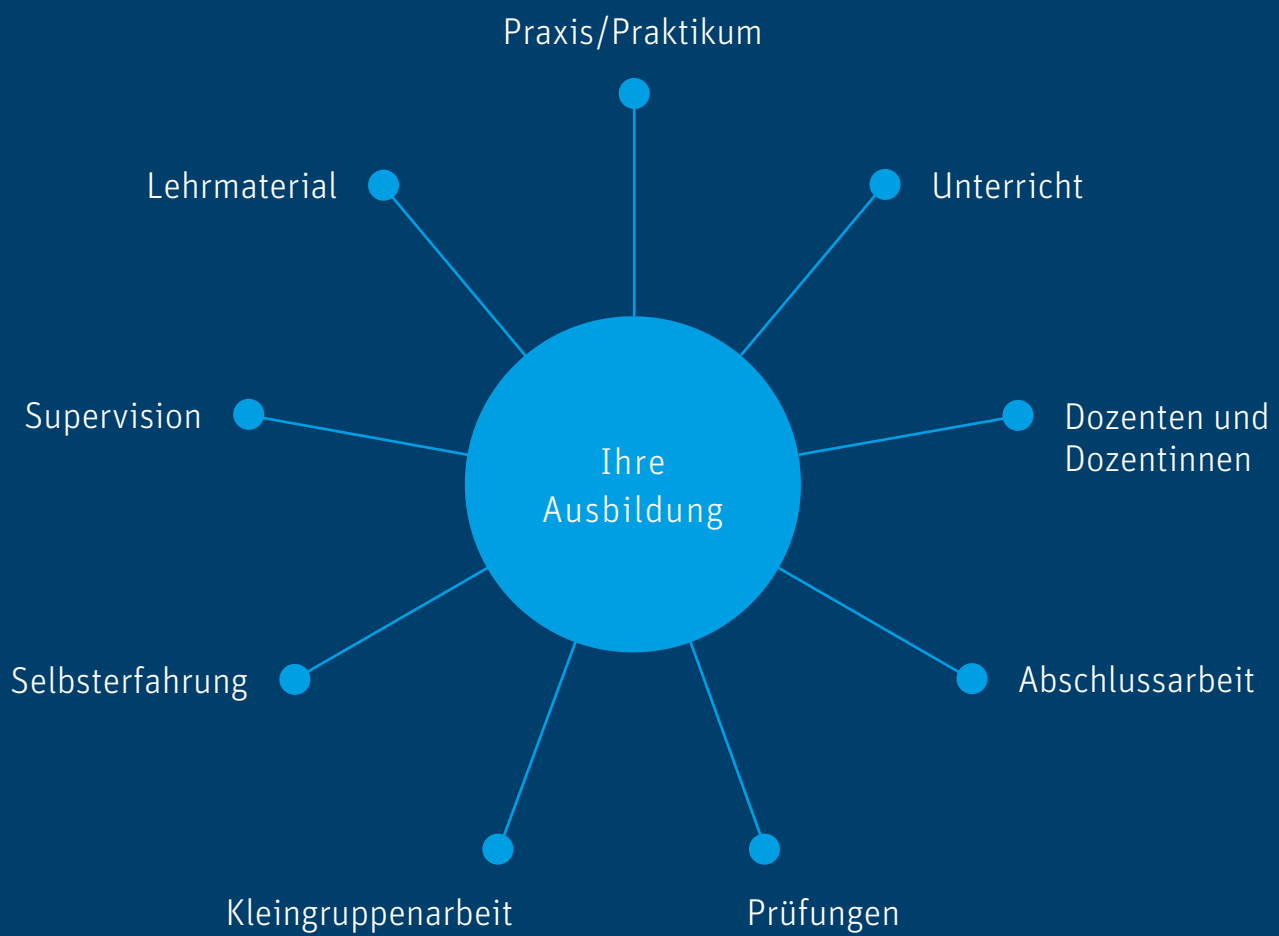 Praxis/Praktikum
Lehrmaterial
Unterricht
Supervision
Dozenten und
Dozentinnen
Ihre
Ausbildung
Selbsterfahrung
Abschlussarbeit
Kleingruppenarbeit
Prüfungen